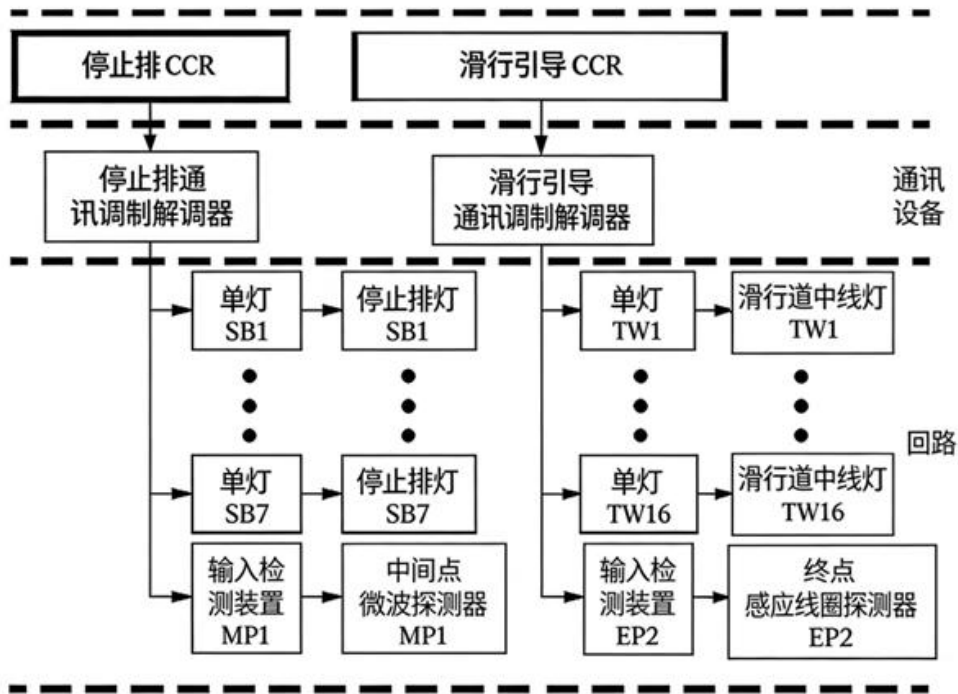 停止排CCR
滑行引导CCR
停止排通
讯调制解调器
滑行引导
通讯调制解调器
通讯
设备
单灯
SB1
停止排灯
SB1
单灯
TW1
滑行道中线灯
TW1
回路
单灯
SB7
停止排灯
SB7
单灯
TW16
滑行道中线灯
TW16
输入检
测装置
MP1
中间点
微波探测器
MP1
输入检
测装置
EP2
终点
感应线圈探测器
EP2